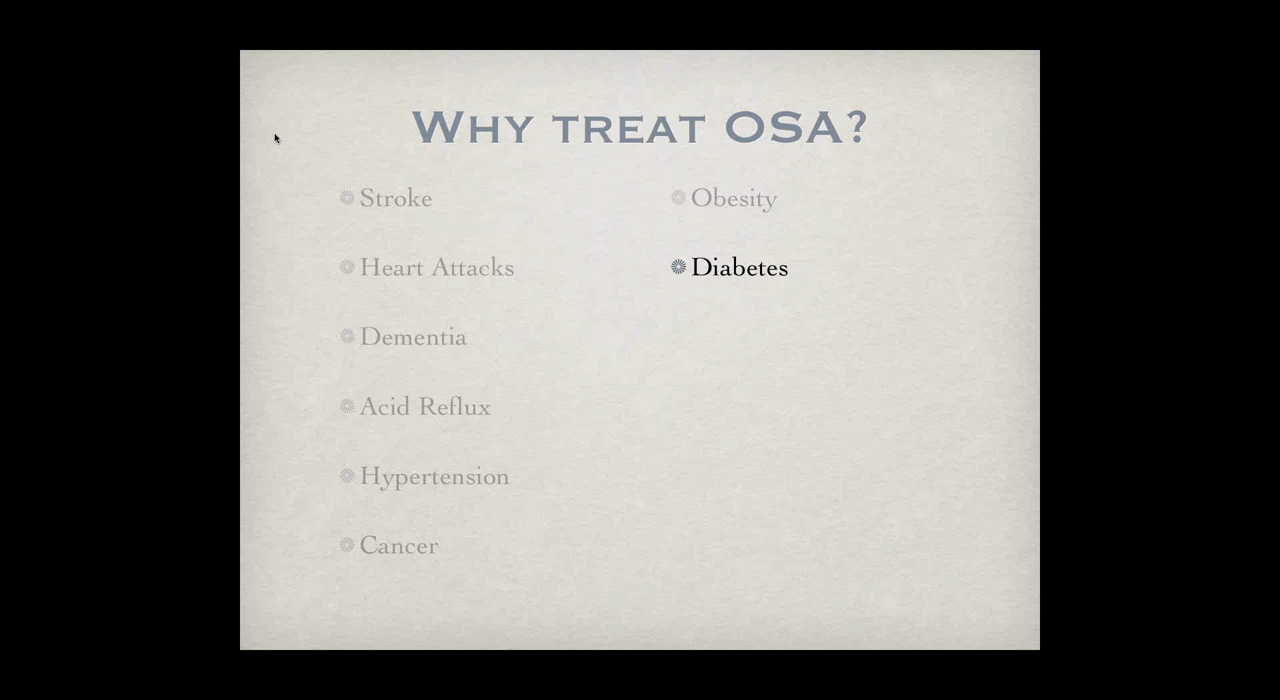 Why treat OSA?
Stroke
Heart Attacks
Dementia
Acid Reflux
Hypertension
Cancer
Obesity
Diabetes